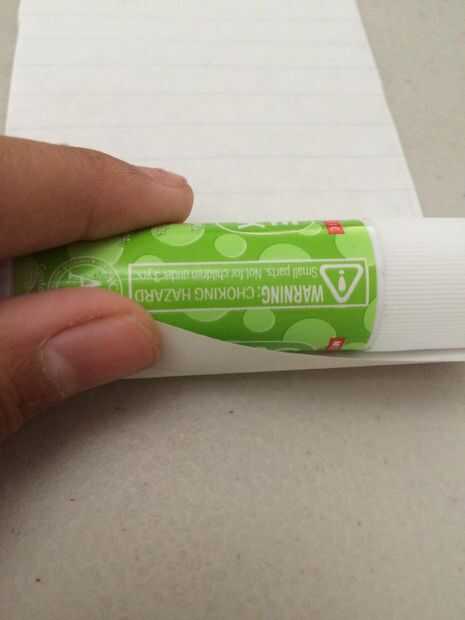 WARNING: CHOKING HAZARD
Small parts. Not for children under 3 yrs.